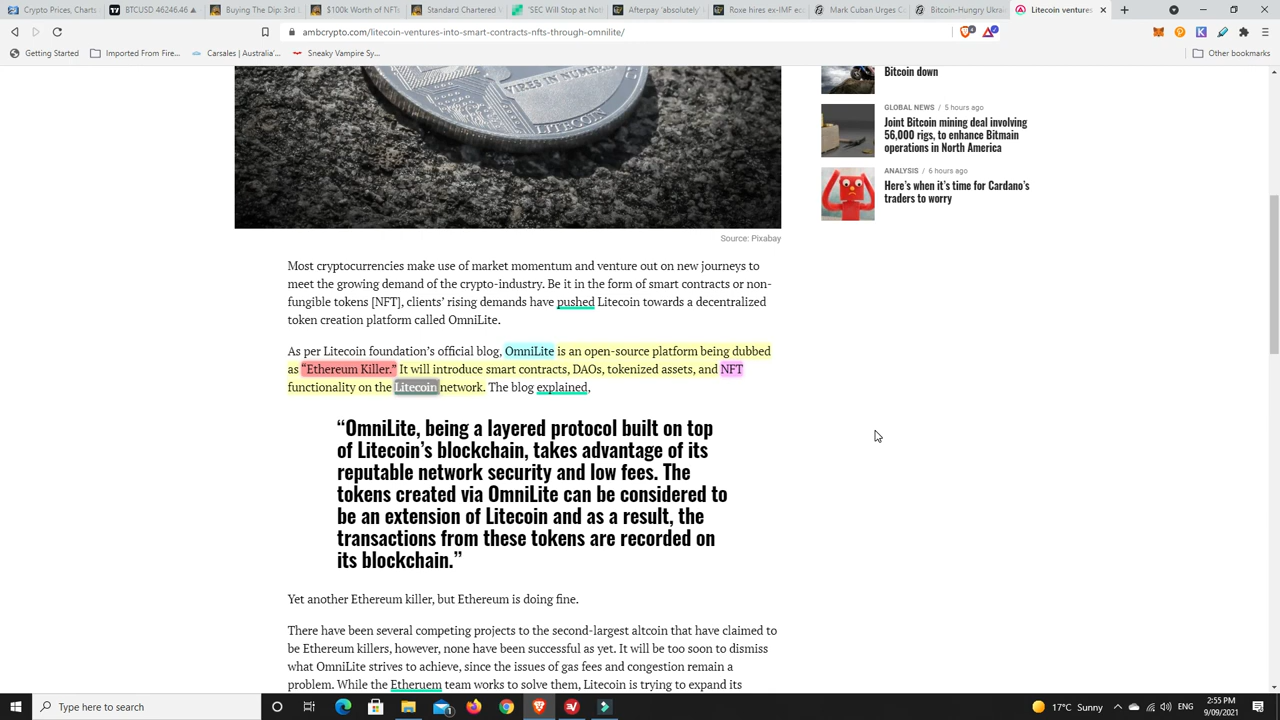 Crypto Prices, Charts
BTCUSD 46246.46 ▲
Buying The Dip: 3rd L
$100k Worth of NFTs
Standard Chartered V
'SEC Will Stop at Not
Afterpay 'absolutely'
Roxe hires ex-IMF ec
Mark Cuban Urges C
Bitcoin-Hungry Ukrai
Litecoin ventures
ambcrypto.com/litecoin-ventures-into-smart-contracts-nfts-through-omnilite/
Getting Started
Imported From Fire...
Carsales | Australia'...
Sneaky Vampire Sy...
Other bookmarks
VIRES IN NUMERIS
LITECOIN
Source: Pixabay
Most cryptocurrencies make use of market momentum and venture out on new journeys to
meet the growing demand of the crypto-industry. Be it in the form of smart contracts or non-
fungible tokens [NFT], clients' rising demands have pushed Litecoin towards a decentralized
token creation platform called OmniLite.
As per Litecoin foundation's official blog, OmniLite is an open-source platform being dubbed
as “Ethereum Killer.” It will introduce smart contracts, DAOs, tokenized assets, and NFT
functionality on the Litecoin network. The blog explained,
“OmniLite, being a layered protocol built on top
of Litecoin’s blockchain, takes advantage of its
reputable network security and low fees. The
tokens created via OmniLite can be considered to
be an extension of Litecoin and as a result, the
transactions from these tokens are recorded on
its blockchain.”
Yet another Ethereum killer, but Ethereum is doing fine.
There have been several competing projects to the second-largest altcoin that have claimed to
be Ethereum killers, however, none have been successful as yet. It will be too soon to dismiss
what OmniLite strives to achieve, since the issues of gas fees and congestion remain a
problem. While the Etheruem team works to solve them, Litecoin is trying to expand its
Bitcoin down
GLOBAL NEWS / 5 hours ago
Joint Bitcoin mining deal involving
56,000 rigs, to enhance Bitmain
operations in North America
ANALYSIS / 6 hours ago
Here's when it's time for Cardano's
traders to worry
Type here to search
17°C Sunny
ENG
2:55 PM
9/09/2021